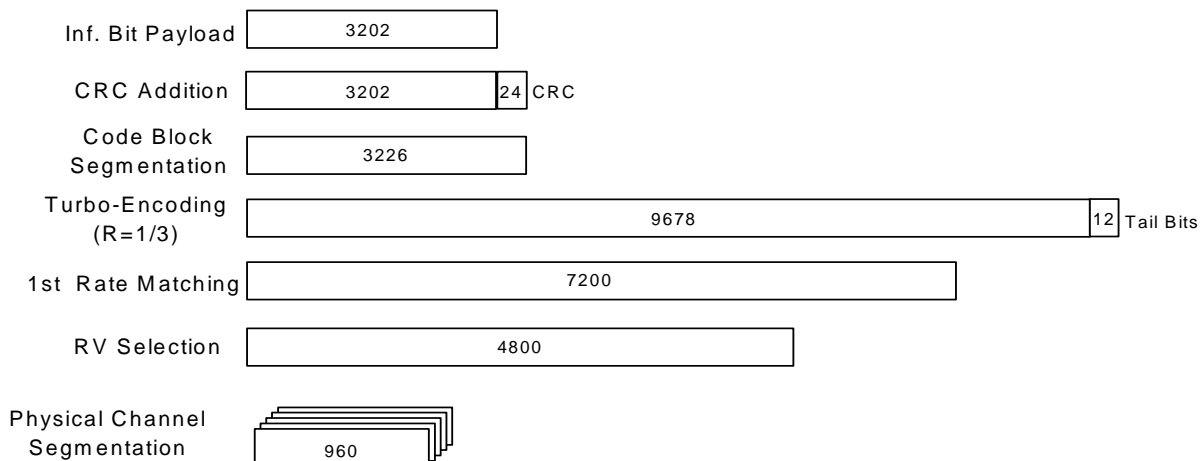 Inf. Bit Payload 3202
CRC Addition 3202 24 CRC
Code Block
Segmentation 3226
Turbo-Encoding
(R=1/3) 9678 12 Tail Bits
1st Rate Matching 7200
RV Selection 4800
Physical Channel
Segmentation 960